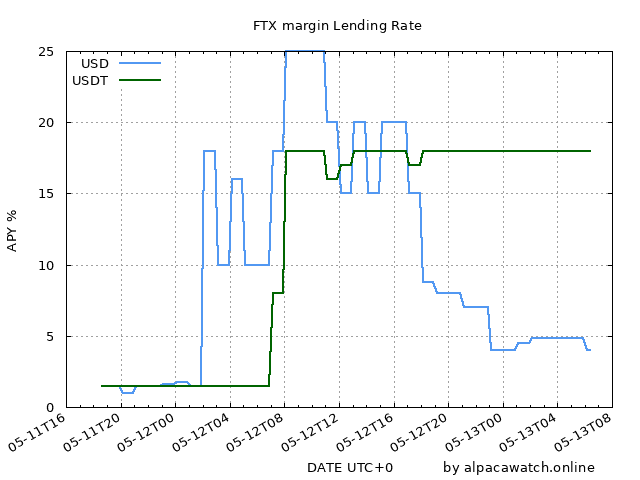 FTX margin Lending Rate
USD
USDT
25
20
15
10
5
0
APY %
05-11T16
05-11T20
05-12T00
05-12T04
05-12T08
05-12T12
05-12T16
05-12T20
05-13T00
05-13T04
05-13T08
DATE UTC+0
by alpacawatch.online